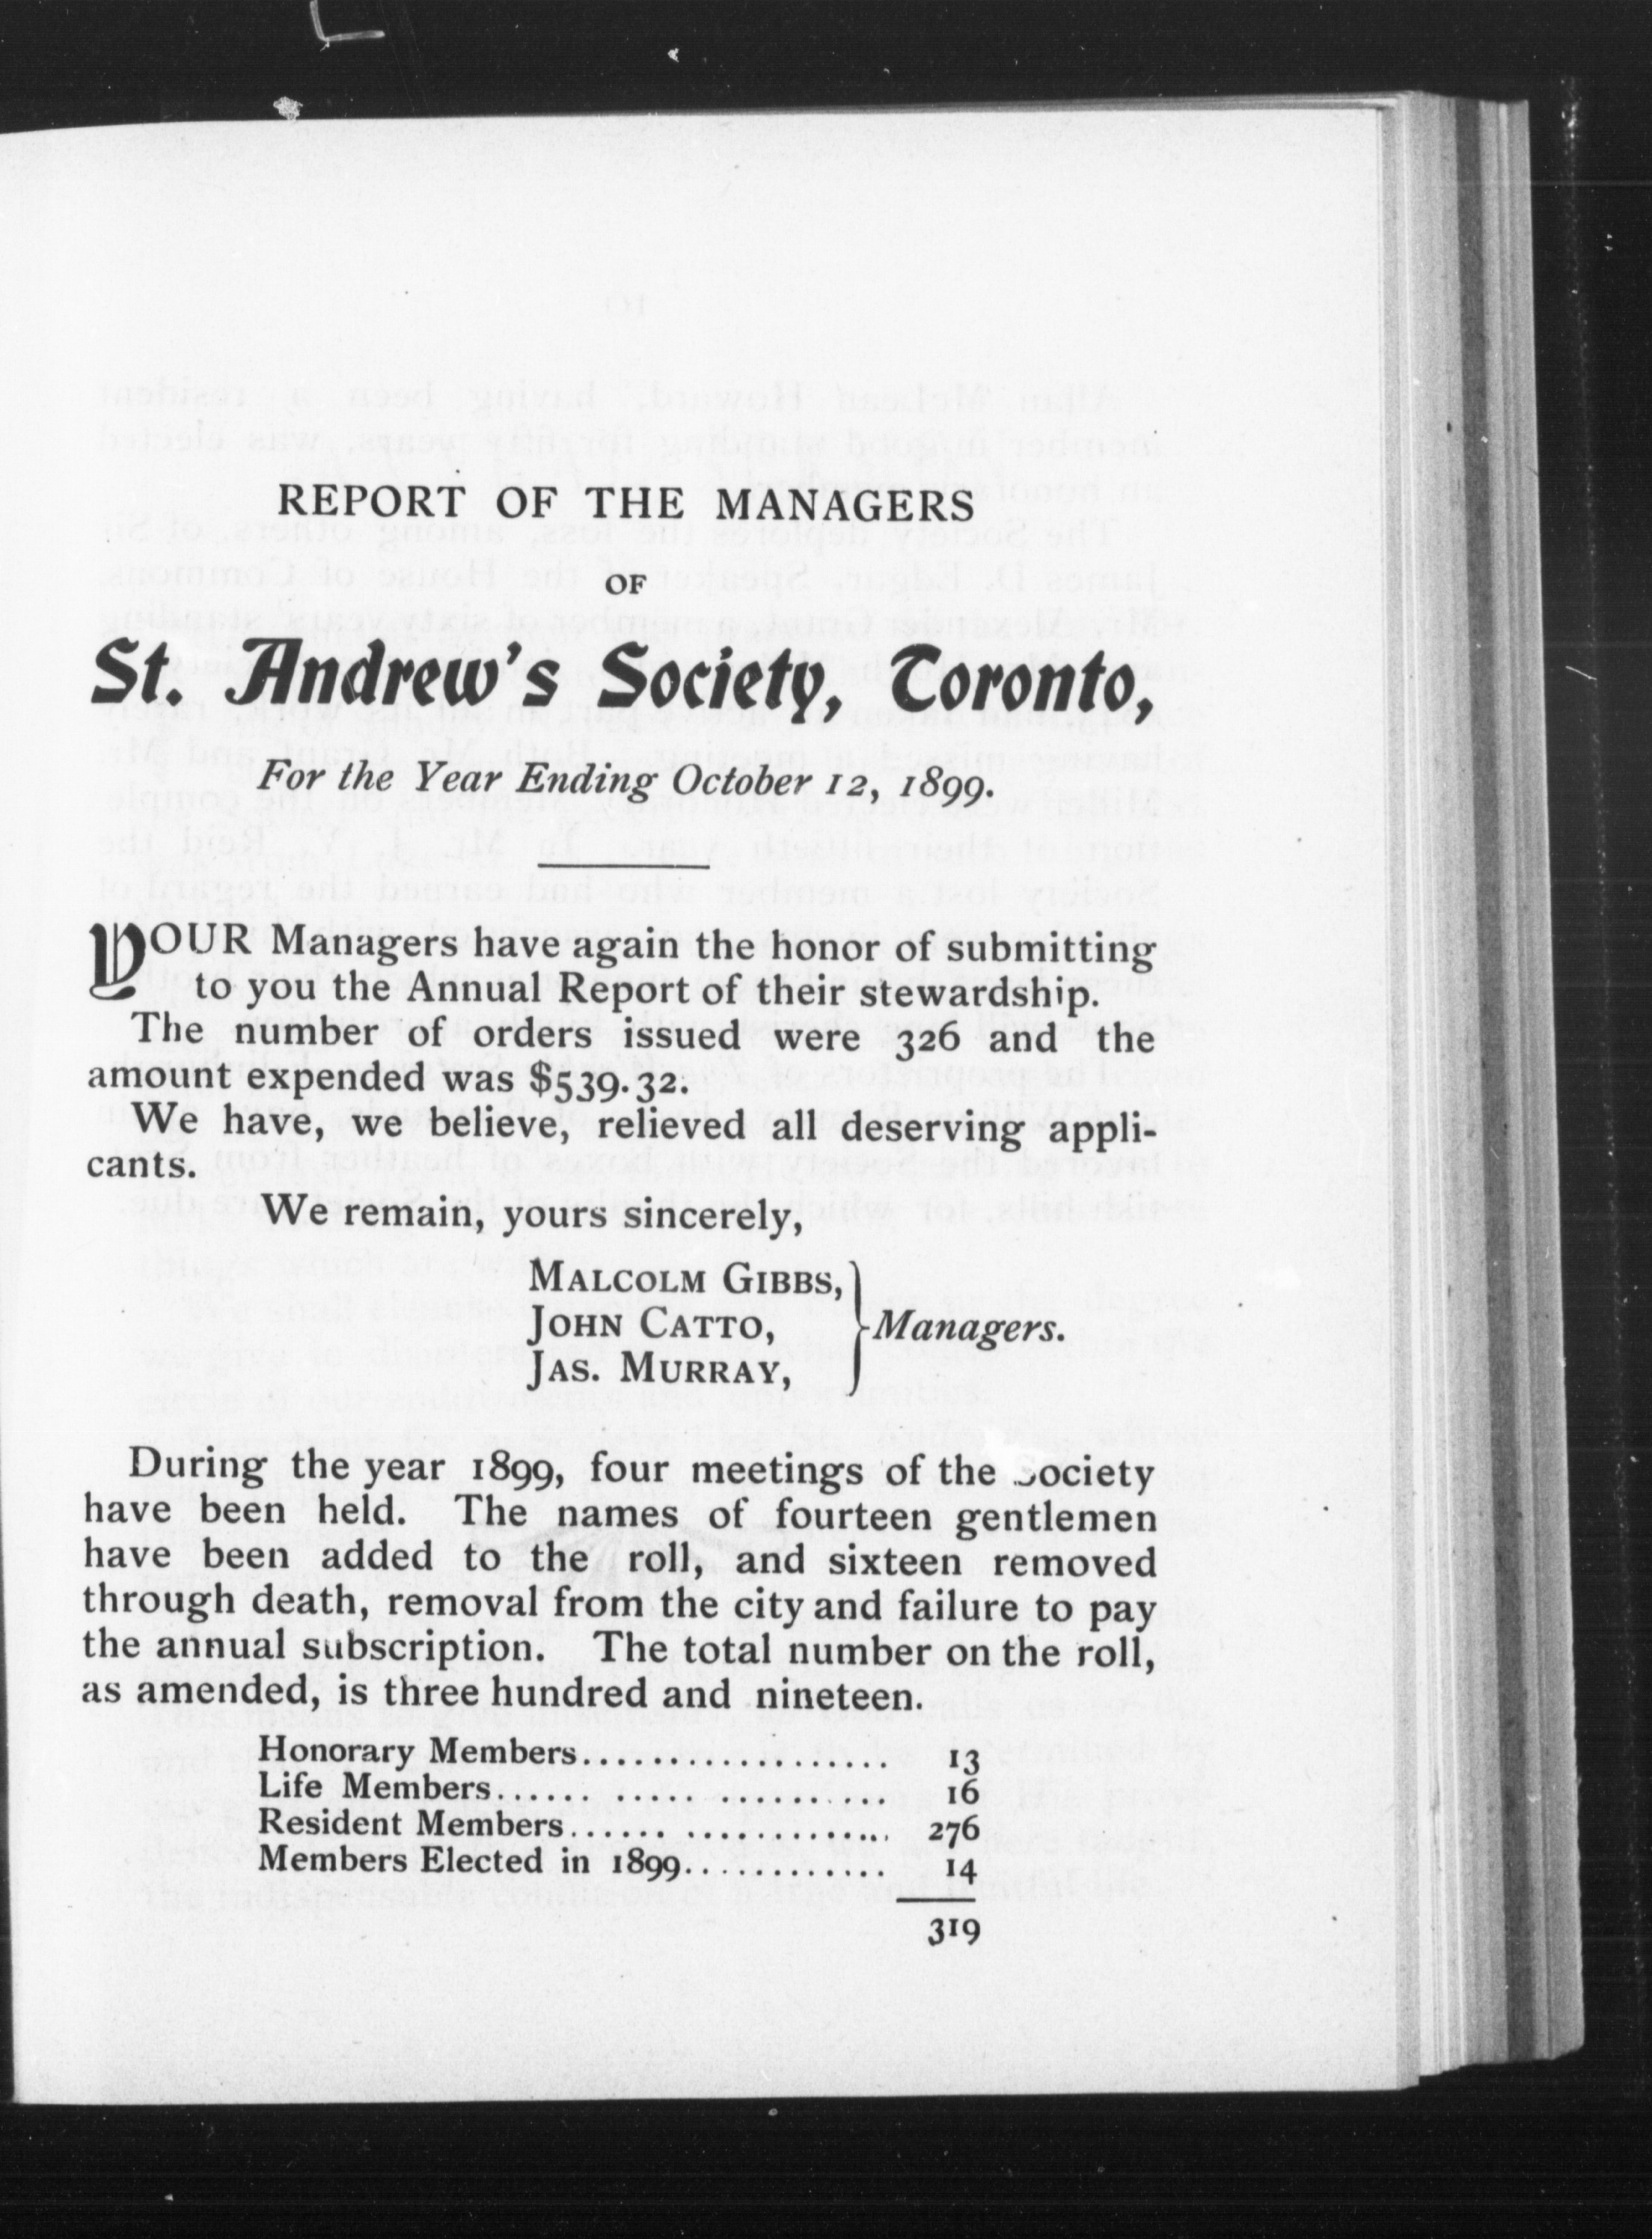 REPORT OF THE MANAGERS
OF
St. Andrew's Society, Toronto,
For the Year Ending October 12, 1899.
YOUR Managers have again the honor of submitting
to you the Annual Report of their stewardship.
The number of orders issued were 326 and the
amount expended was $539.32.
We have, we believe, relieved all deserving appli-
cants.
We remain, yours sincerely,
MALCOLM GIBBS,
JOHN CATTO, Managers.
JAS. MURRAY,
During the year 1899, four meetings of the Society
have been held. The names of fourteen gentlemen
have been added to the roll, and sixteen removed
through death, removal from the city and failure to pay
the annual subscription. The total number on the roll,
as amended, is three hundred and nineteen.
Honorary Members................... 13
Life Members...... ..... .......... 16
Resident Members...... ............. 276
Members Elected in 1899............ 14
319